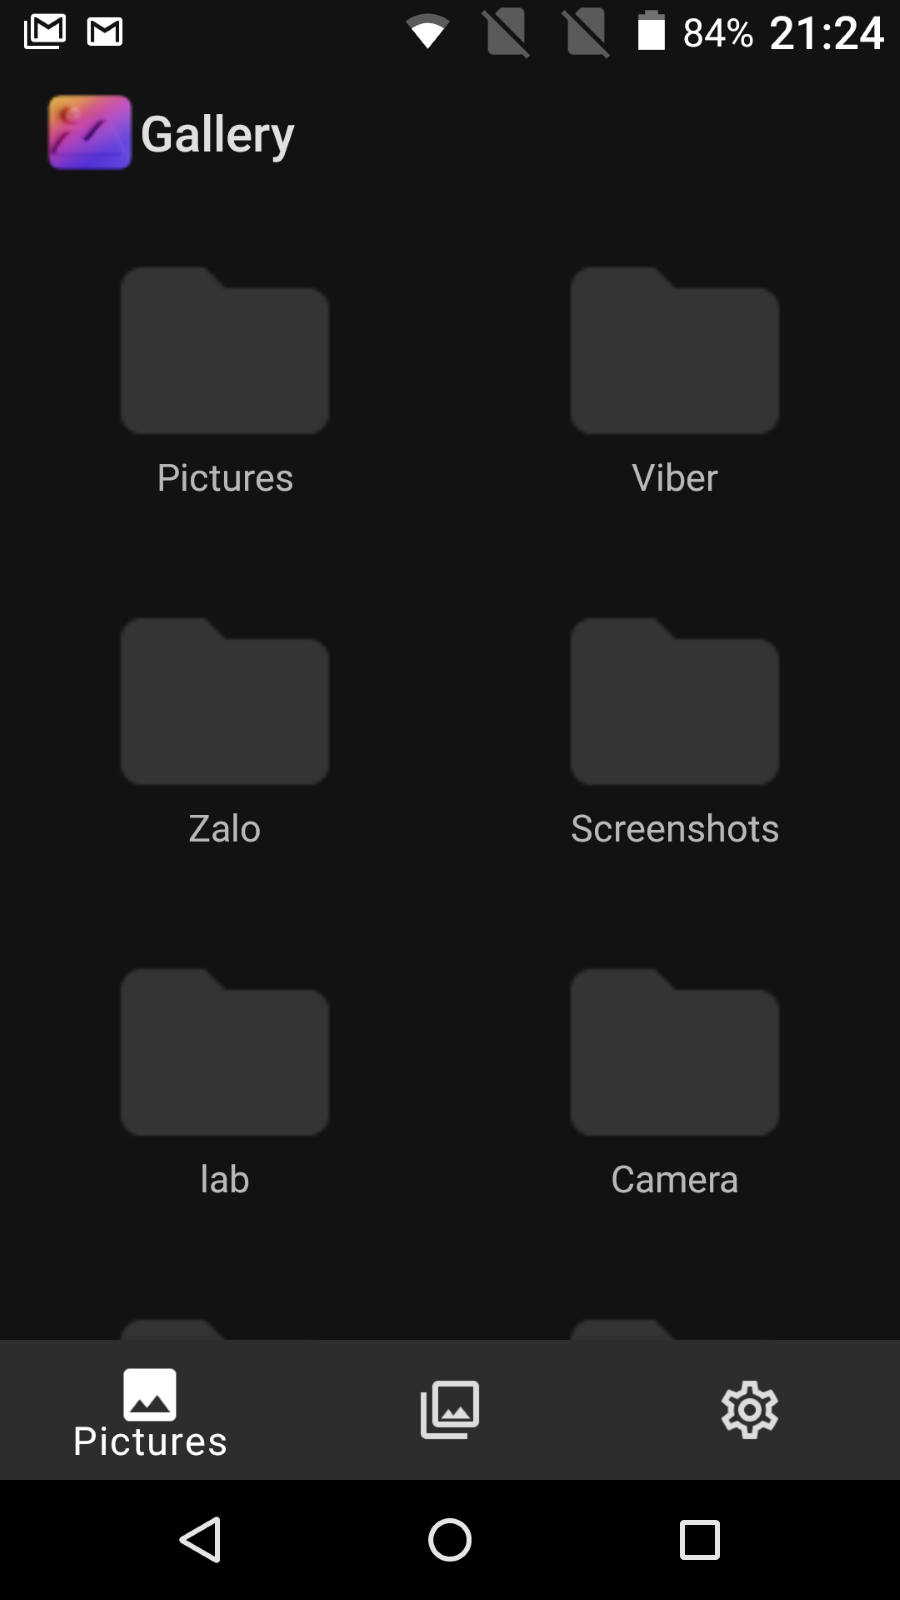 84% 21:24
Gallery
Pictures
Viber
Zalo
Screenshots
lab
Camera
Pictures